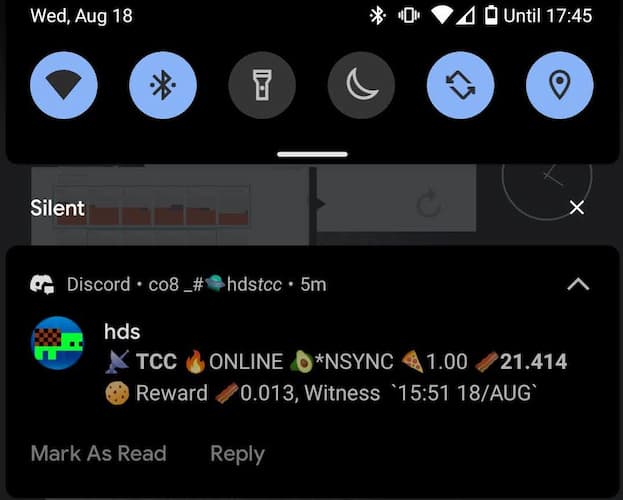 Wed, Aug 18 Until 17:45
Silent
Discord • co8 _#🛸hdstcc • 5m
hds
📡 TCC 🔥ONLINE 🥑*NSYNC 🍕1.00 🥓21.414
🍪 Reward 🥓0.013, Witness `15:51 18/AUG`
Mark As Read Reply